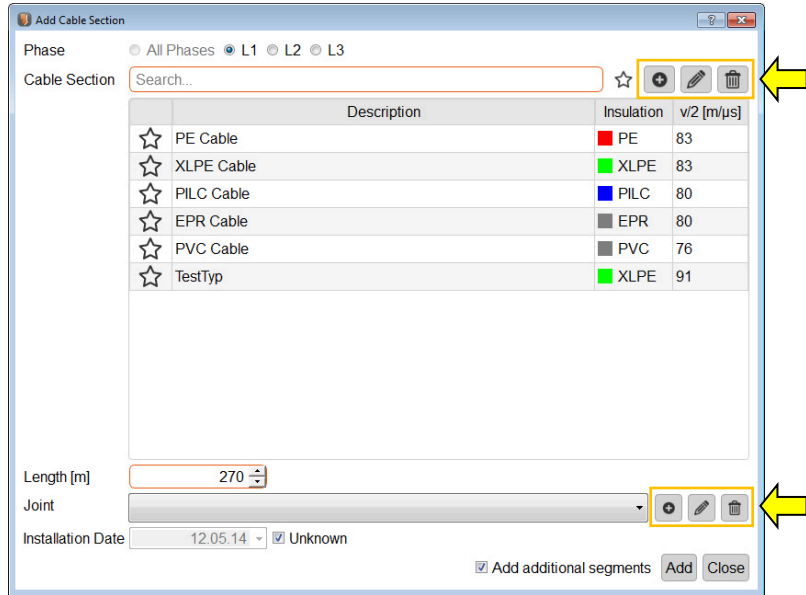 Add Cable Section
Phase All Phases L1 L2 L3
Cable Section Search...
Description Insulation v/2 [m/µs]
PE Cable PE 83
XLPE Cable XLPE 83
PILC Cable PILC 80
EPR Cable EPR 80
PVC Cable PVC 76
TestTyp XLPE 91
Length [m] 270
Joint
Installation Date 12.05.14 Unknown
Add additional segments Add Close